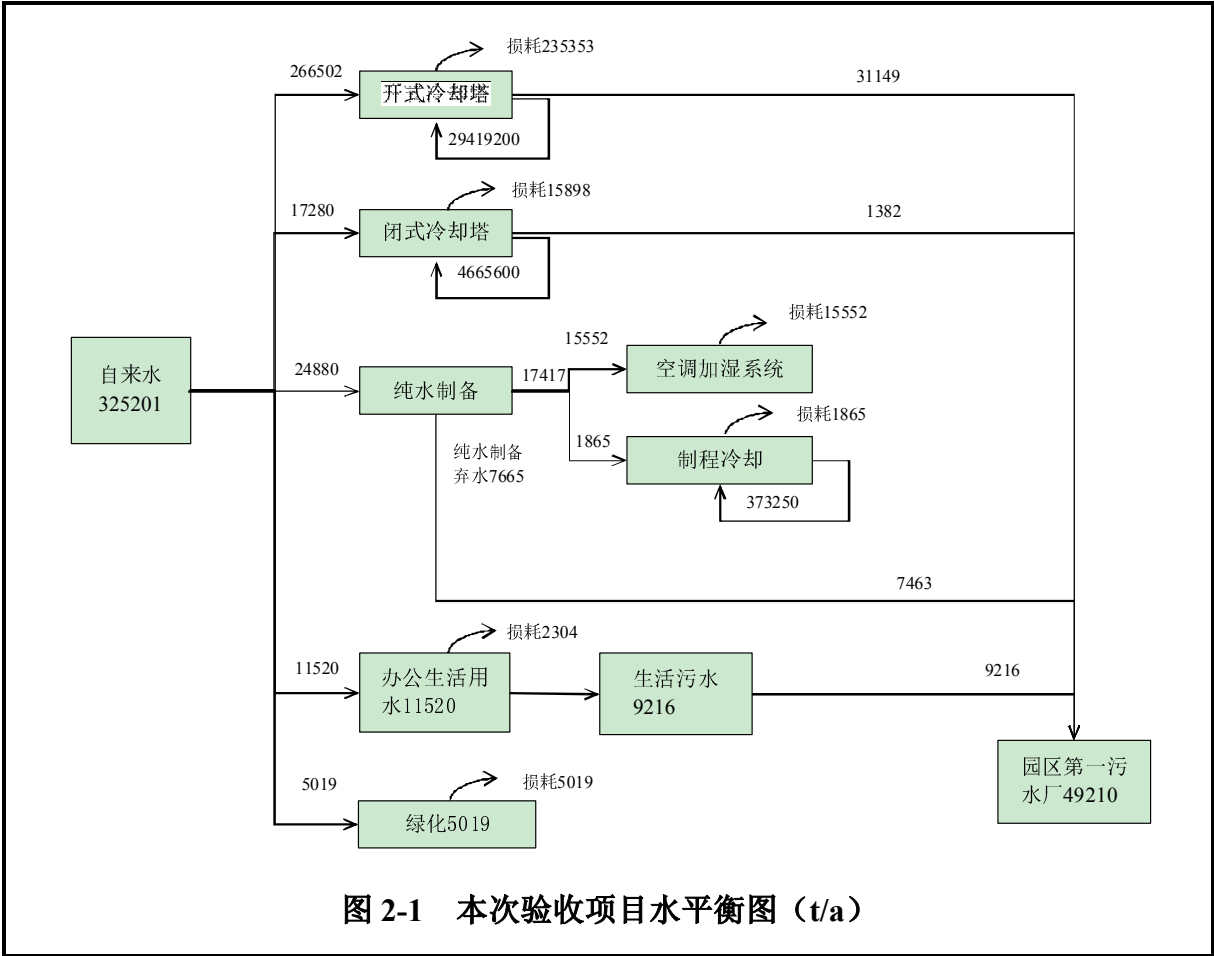 损耗235353
266502
开式冷却塔
31149
29419200
损耗15898
17280
闭式冷却塔
1382
4665600
损耗15552
15552
空调加湿系统
自来水
325201
24880
纯水制备
17417
损耗1865
1865
制程冷却
纯水制备
弃水7665
373250
7463
损耗2304
11520
办公生活用
水11520
生活污水
9216
9216
损耗5019
5019
绿化5019
园区第一污
水厂49210
图 2-1 本次验收项目水平衡图（t/a）